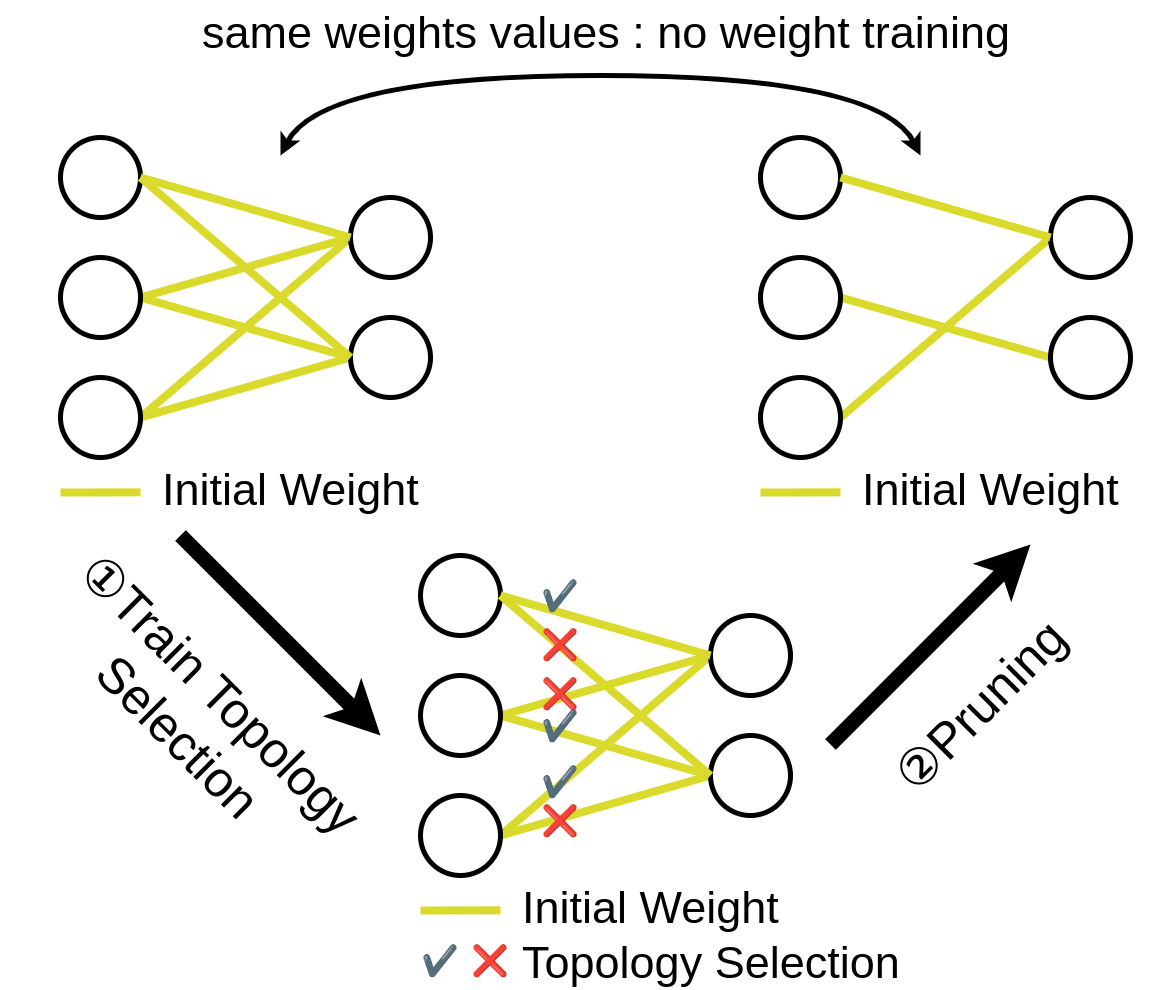 same weights values : no weight training
Initial Weight
Initial Weight
①Train Topology
Selection
②Pruning
Initial Weight
✔ ❌ Topology Selection